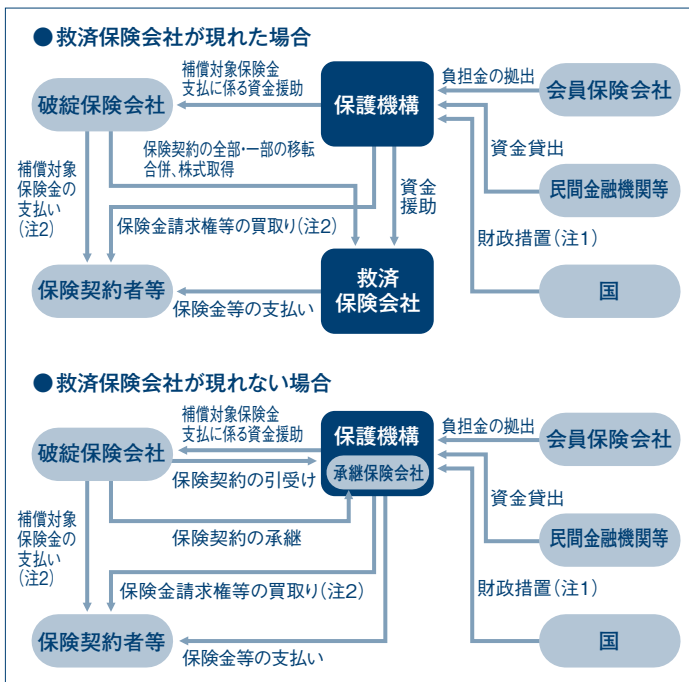 ●救済保険会社が現れた場合
補償対象保険金
支払に係る資金援助
負担金の拠出
破綻保険会社
保護機構
会員保険会社
保険契約の全部・一部の移転
合併、株式取得
資金貸出
補償対象
保険金の
支払い
(注2)
資金
援助
民間金融機関等
保険金請求権等の買取り(注2)
財政措置(注1)
保険契約者等
救済
保険会社
国
保険金等の支払い
●救済保険会社が現れない場合
補償対象保険金
支払に係る資金援助
負担金の拠出
破綻保険会社
保護機構
承継保険会社
会員保険会社
保険契約の引受け
資金貸出
補償対象
保険金の
支払い
(注2)
保険契約の承継
民間金融機関等
保険金請求権等の買取り(注2)
財政措置(注1)
保険契約者等
国
保険金等の支払い